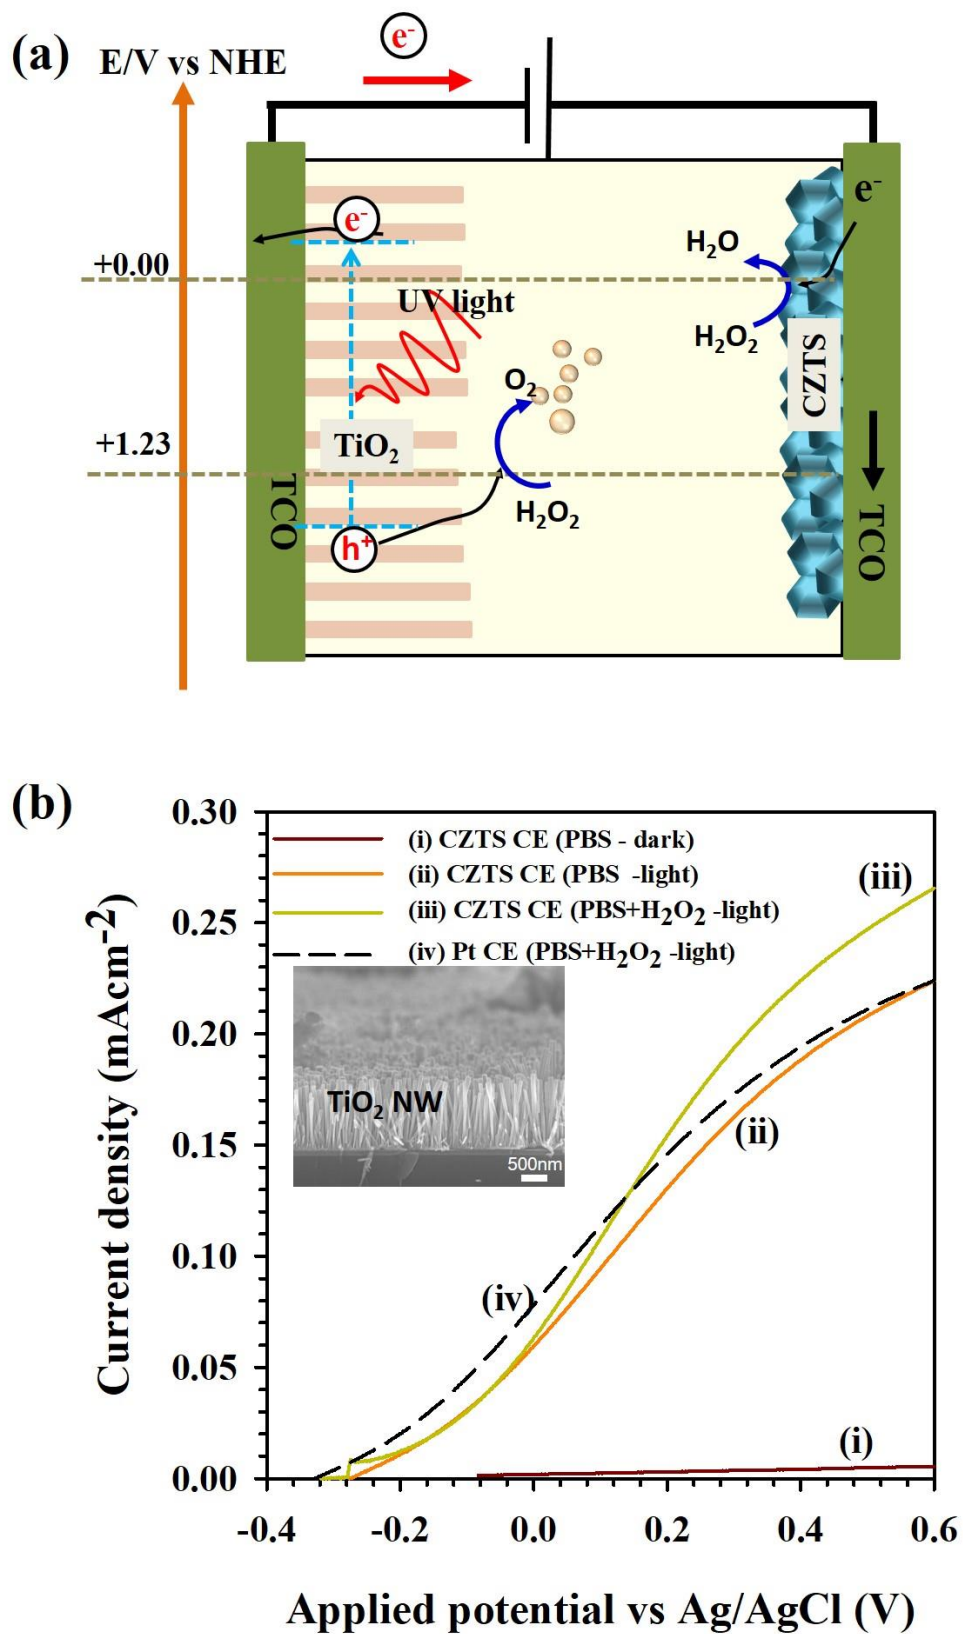 (a)
E/V vs NHE
e-
e-
e-
+0.00
H2O
UV light
H2O2
CZTS
O2
+1.23
TiO2
TCO
H2O2
TCO
h+
(b)
0.30
(i) CZTS CE (PBS - dark)
(ii) CZTS CE (PBS -light)
(iii)
(iii) CZTS CE (PBS+H2O2 -light)
0.25
(iv) Pt CE (PBS+H2O2 -light)
0.20
TiO2 NW
500nm
0.15
(ii)
0.10
(iv)
0.05
(i)
0.00
Current density (mAcm-2)
-0.4 -0.2 0.0 0.2 0.4 0.6
Applied potential vs Ag/AgCl (V)